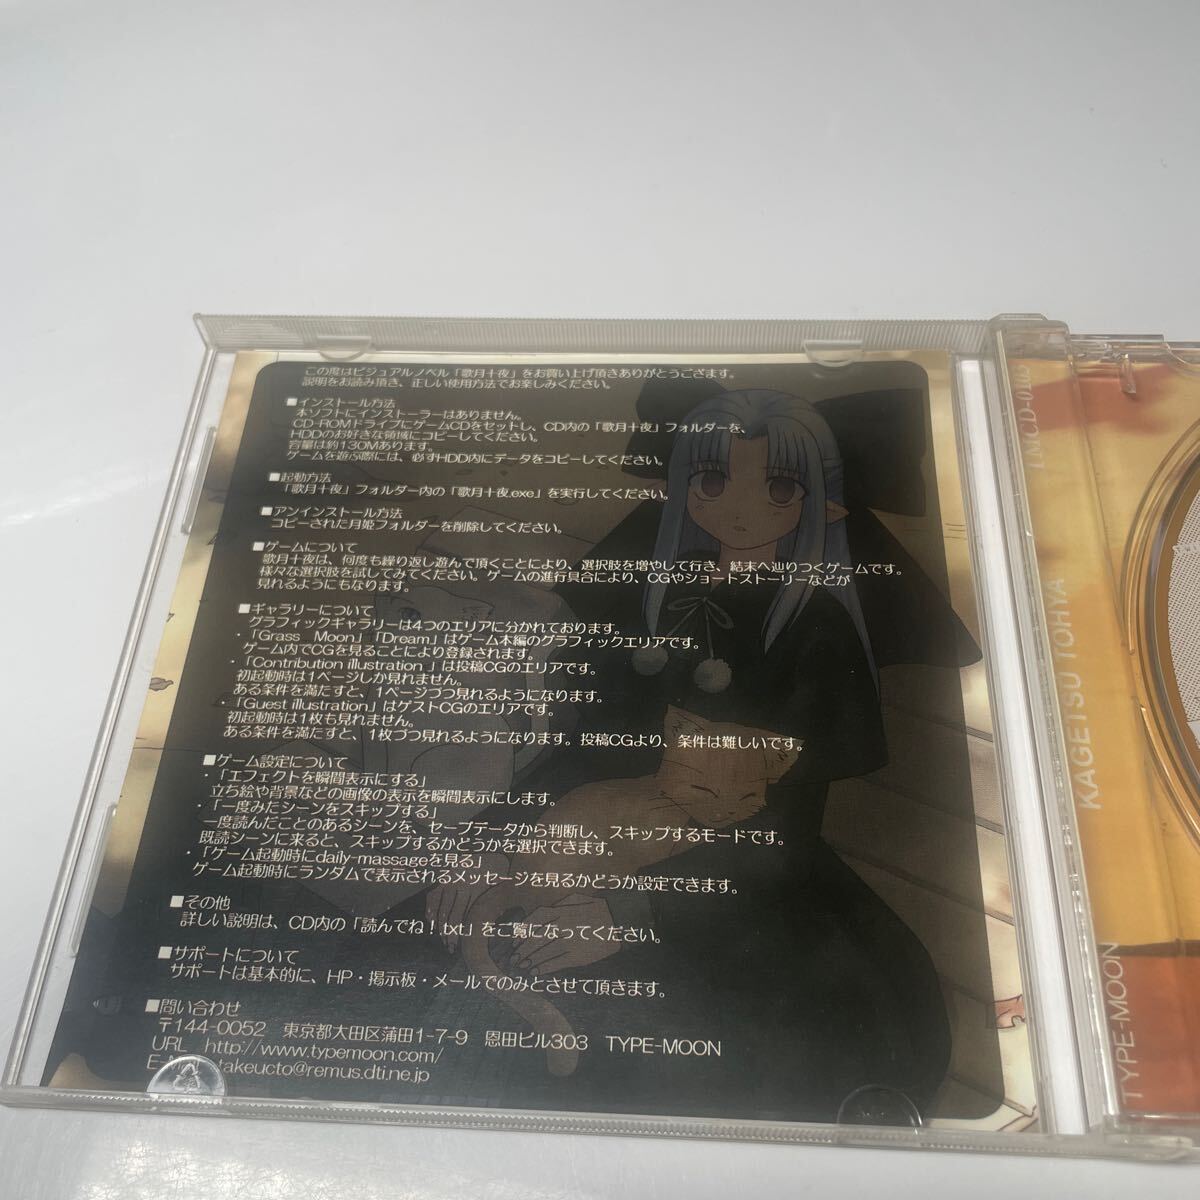 この度はビジュアルノベル「歌月十夜」をお買い上げ頂きありがとうござます。
説明をお読み頂き、正しい使用方法でお楽しみください。
■インストール方法
本ソフトにインストーラーはありません。
CD-ROMドライブにゲームCDをセットし、CD内の「歌月十夜」フォルダーを、
HDDのお好きな領域にコピーしてください。
容量は約130Mあります。
ゲームを遊ぶ際には、必ずHDD内にデータをコピーしてください。
■起動方法
「歌月十夜」フォルダー内の「歌月十夜.exe」を実行してください。
■アンインストール方法
コピーされた月姫フォルダーを削除してください。
■ゲームについて
歌月十夜は、何度も繰り返し遊んで頂くことにより、選択肢を増やして行き、結末へ辿りつくゲームです。
様々な選択肢を試してみてください。ゲームの進行具合により、CGやショートストーリーなどが
見れるようにもなります。
■ギャラリーについて
グラフィックギャラリーは4つのエリアに分かれております。
・「Grass Moon」「Dream」はゲーム本編のグラフィックエリアです。
ゲーム内でCGを見ることにより登録されます。
・「Contribution illustration 」は投稿CGのエリアです。
初起動時は1ページしか見れません。
ある条件を満たすと、1ページづつ見れるようになります。
・「Guest illustration」はゲストCGのエリアです。
初起動時は1枚も見れません。
ある条件を満たすと、1枚づつ見れるようになります。投稿CGより、条件は難しいです。
■ゲーム設定について
・「エフェクトを瞬間表示にする」
立ち絵や背景などの画像の表示を瞬間表示にします。
・「一度みたシーンをスキップする」
一度読んだことのあるシーンを、セーブデータから判断し、スキップするモードです。
既読シーンに来ると、スキップするかどうかを選択できます。
・「ゲーム起動時にdaily-massageを見る」
ゲーム起動時にランダムで表示されるメッセージを見るかどうか設定できます。
■その他
詳しい説明は、CD内の「読んでね！.txt」をご覧になってください。
■サポートについて
サポートは基本的に、HP・掲示板・メールでのみとさせて頂きます。
■問い合わせ
〒144-0052 東京都大田区蒲田1-7-9 恩田ビル303 TYPE-MOON
URL http://www.typemoon.com/
takeucto@remus.dti.ne.jp
TYPE-MOON KAGETSU TOHYA